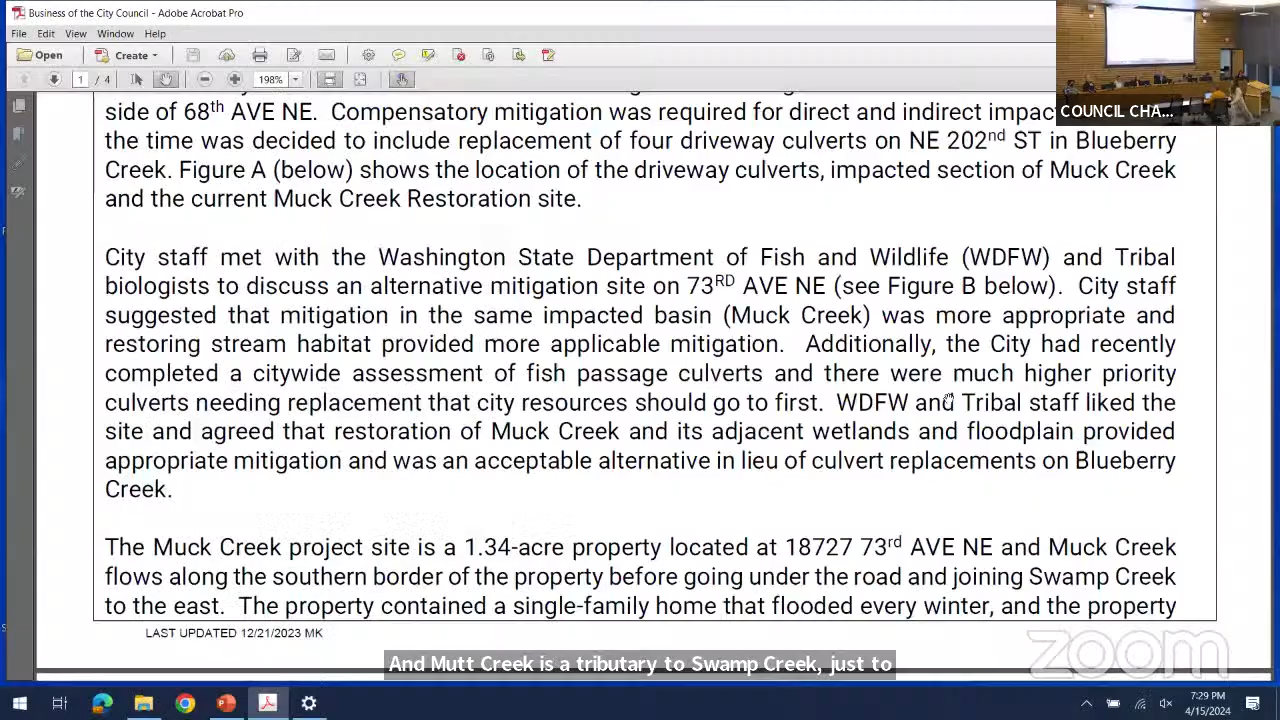 Business of the City Council - Adobe Acrobat Pro
File Edit View Window Help
Open Create 
1 / 4 198%
side of 68th AVE NE. Compensatory mitigation was required for direct and indirect impac
the time was decided to include replacement of four driveway culverts on NE 202nd ST in Blueberry
Creek. Figure A (below) shows the location of the driveway culverts, impacted section of Muck Creek
and the current Muck Creek Restoration site.
City staff met with the Washington State Department of Fish and Wildlife (WDFW) and Tribal
biologists to discuss an alternative mitigation site on 73RD AVE NE (see Figure B below). City staff
suggested that mitigation in the same impacted basin (Muck Creek) was more appropriate and
restoring stream habitat provided more applicable mitigation. Additionally, the City had recently
completed a citywide assessment of fish passage culverts and there were much higher priority
culverts needing replacement that city resources should go to first. WDFW and Tribal staff liked the
site and agreed that restoration of Muck Creek and its adjacent wetlands and floodplain provided
appropriate mitigation and was an acceptable alternative in lieu of culvert replacements on Blueberry
Creek.
The Muck Creek project site is a 1.34-acre property located at 18727 73rd AVE NE and Muck Creek
flows along the southern border of the property before going under the road and joining Swamp Creek
to the east. The property contained a single-family home that flooded every winter, and the property
LAST UPDATED 12/21/2023 MK
COUNCIL CHA...
zoom
And Mutt Creek is a tributary to Swamp Creek, just to
7:29 PM
4/15/2024